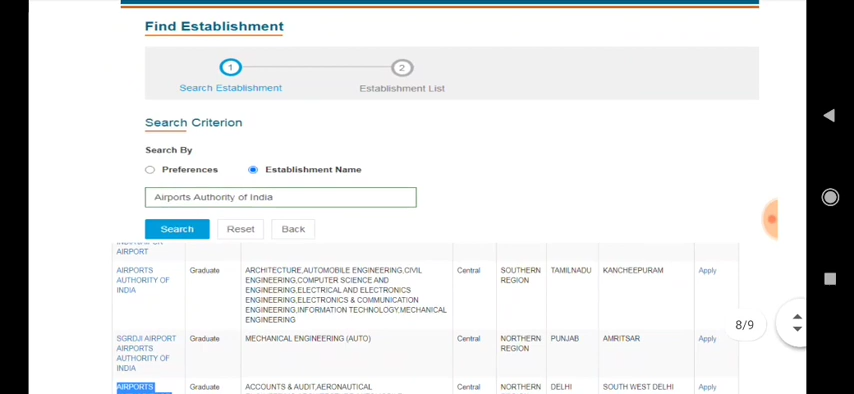 Find Establishment
1
2
Search Establishment
Establishment List
Search Criterion
Search By
Preferences
Establishment Name
Airports Authority of India
Search
Reset
Back
AIRPORT
AIRPORTS
AUTHORITY OF
INDIA
Graduate
ARCHITECTURE,AUTOMOBILE ENGINEERING,CIVIL
ENGINEERING,COMPUTER SCIENCE AND
ENGINEERING,ELECTRICAL AND ELECTRONICS
ENGINEERING,ELECTRONICS & COMMUNICATION
ENGINEERING,INFORMATION TECHNOLOGY,MECHANICAL
ENGINEERING
Central
SOUTHERN
REGION
TAMILNADU
KANCHEEPURAM
Apply
8/9
SGRDJI AIRPORT
AIRPORTS
AUTHORITY OF
INDIA
Graduate
MECHANICAL ENGINEERING (AUTO)
Central
NORTHERN
REGION
PUNJAB
AMRITSAR
Apply
AIRPORTS
Graduate
ACCOUNTS & AUDIT,AERONAUTICAL
Central
NORTHERN
DELHI
SOUTH WEST DELHI
Apply